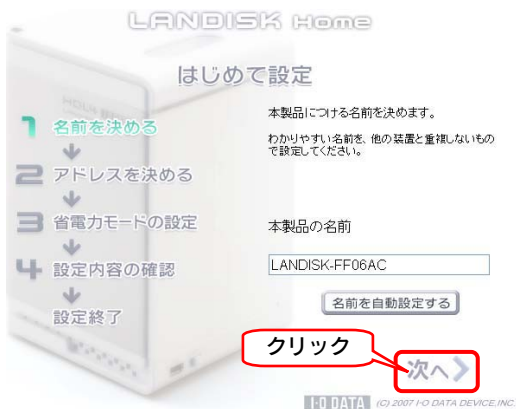 LANDISK Home
はじめて設定
1 名前を決める
2 アドレスを決める
3 省電力モードの設定
4 設定内容の確認
設定終了
本製品につける名前を決めます。
わかりやすい名前を、他の装置と重複しないもの
で設定してください。
本製品の名前
LANDISK-FF06AC
名前を自動設定する
クリック
次へ
I-O DATA (C) 2007 I-O DATA DEVICE,INC.